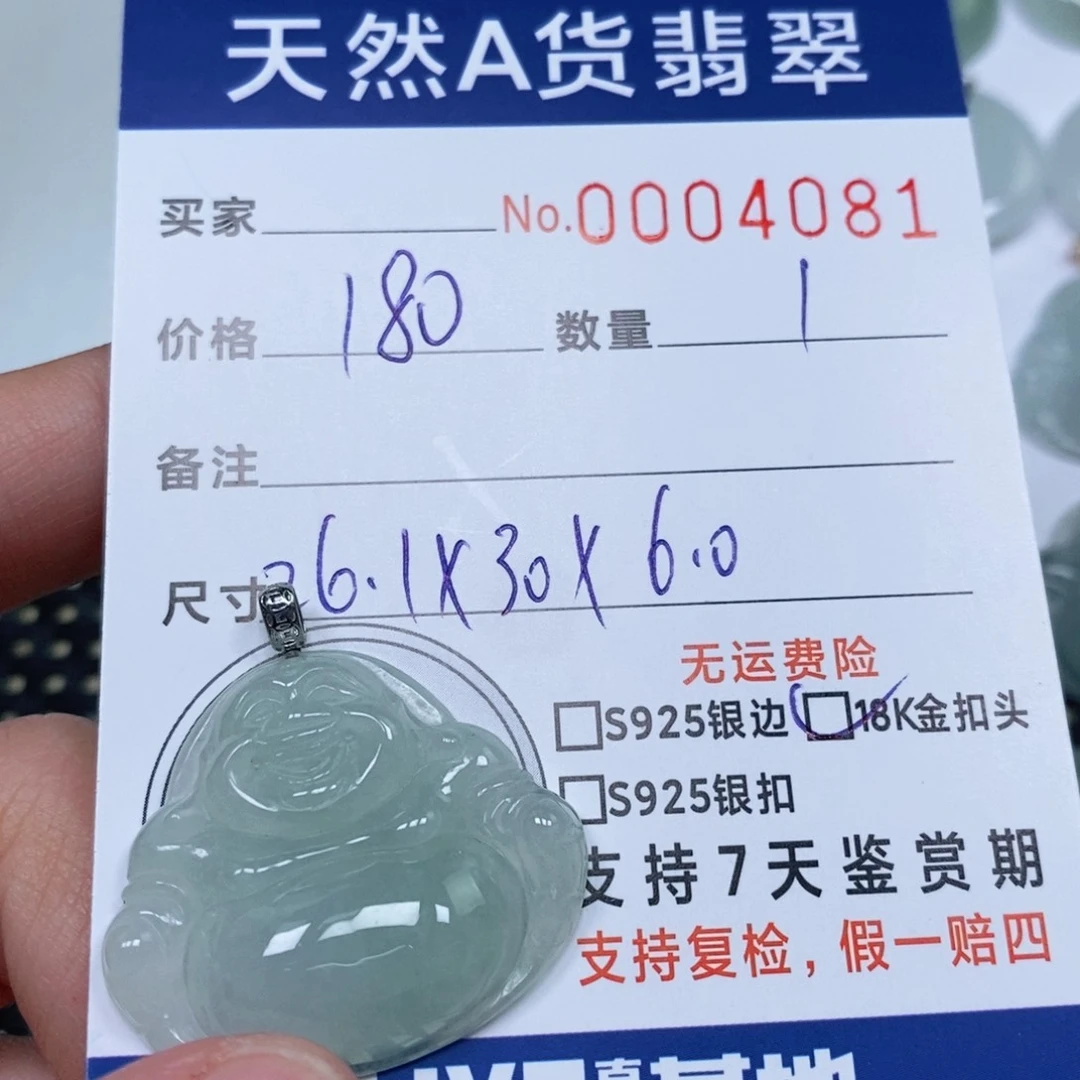 天然A货翡翠
买家 No.0004081
价格 180 数量 1
备注
尺寸 6.1X30X6.0
无运费险
S925银边 18K金扣头
S925银扣
支持7天鉴赏期
支持复检,假一赔四